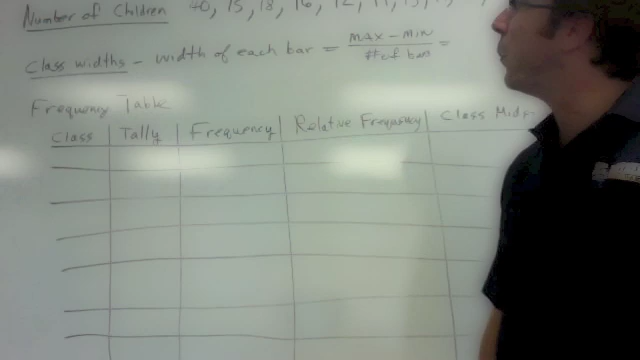 Number of Children 40, 15, 18, 16, 12, 11, 13,
Class widths - width of each bar = MAX - MIN / # of bars =
Frequency Table
Class Tally Frequency Relative Frequency Class